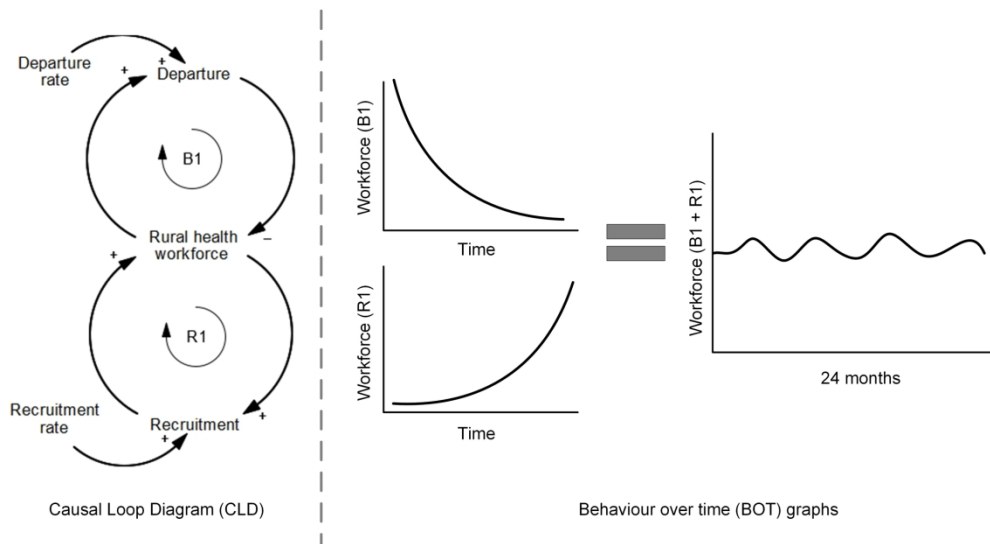 Departure
rate
+
+
Departure
B1
Rural health
workforce
–
+
R1
Recruitment
rate
Recruitment
+
+
Causal Loop Diagram (CLD)
Workforce (B1)
Time
Workforce (R1)
Time
Workforce (B1 + R1)
24 months
Behaviour over time (BOT) graphs